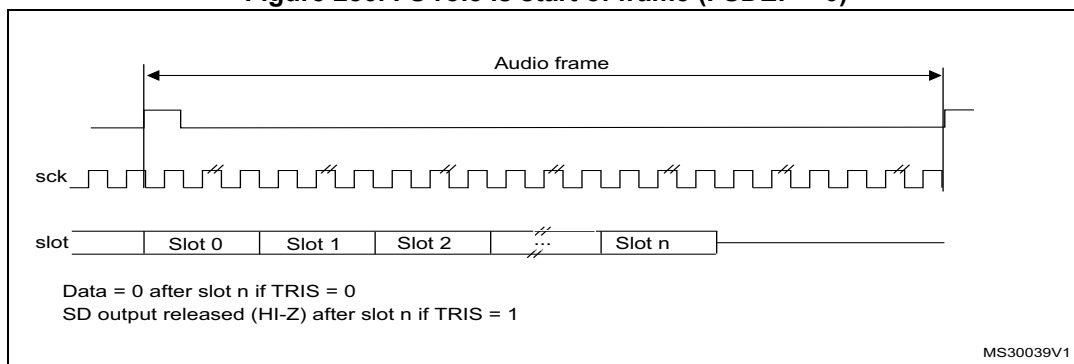 Audio frame
sck
slot Slot 0 Slot 1 Slot 2 ... Slot n
Data = 0 after slot n if TRIS = 0
SD output released (HI-Z) after slot n if TRIS = 1
MS30039V1